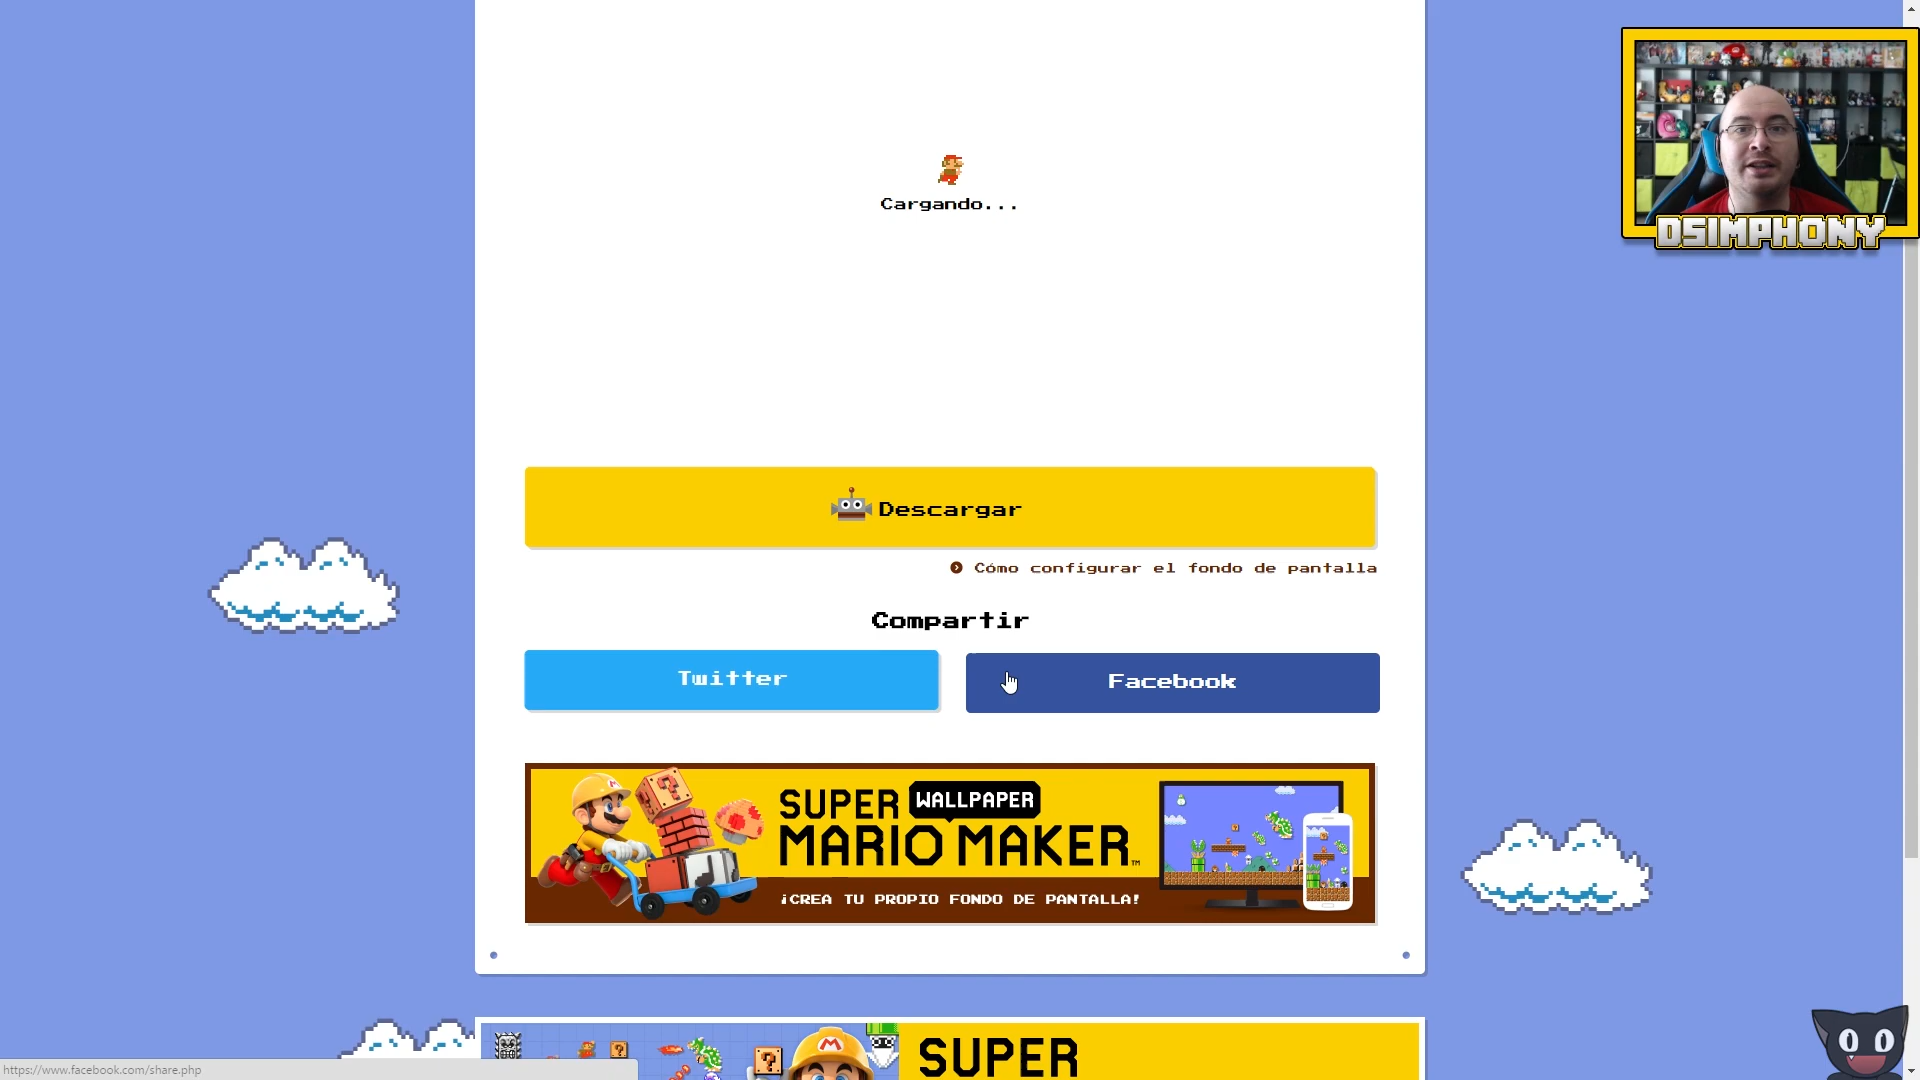 Cargando...
DSIMPHONY
Descargar
Cómo configurar el fondo de pantalla
Compartir
Twitter
Facebook
SUPER WALLPAPER
MARIO MAKER™
¡CREA TU PROPIO FONDO DE PANTALLA!
SUPER
https://www.facebook.com/share.php